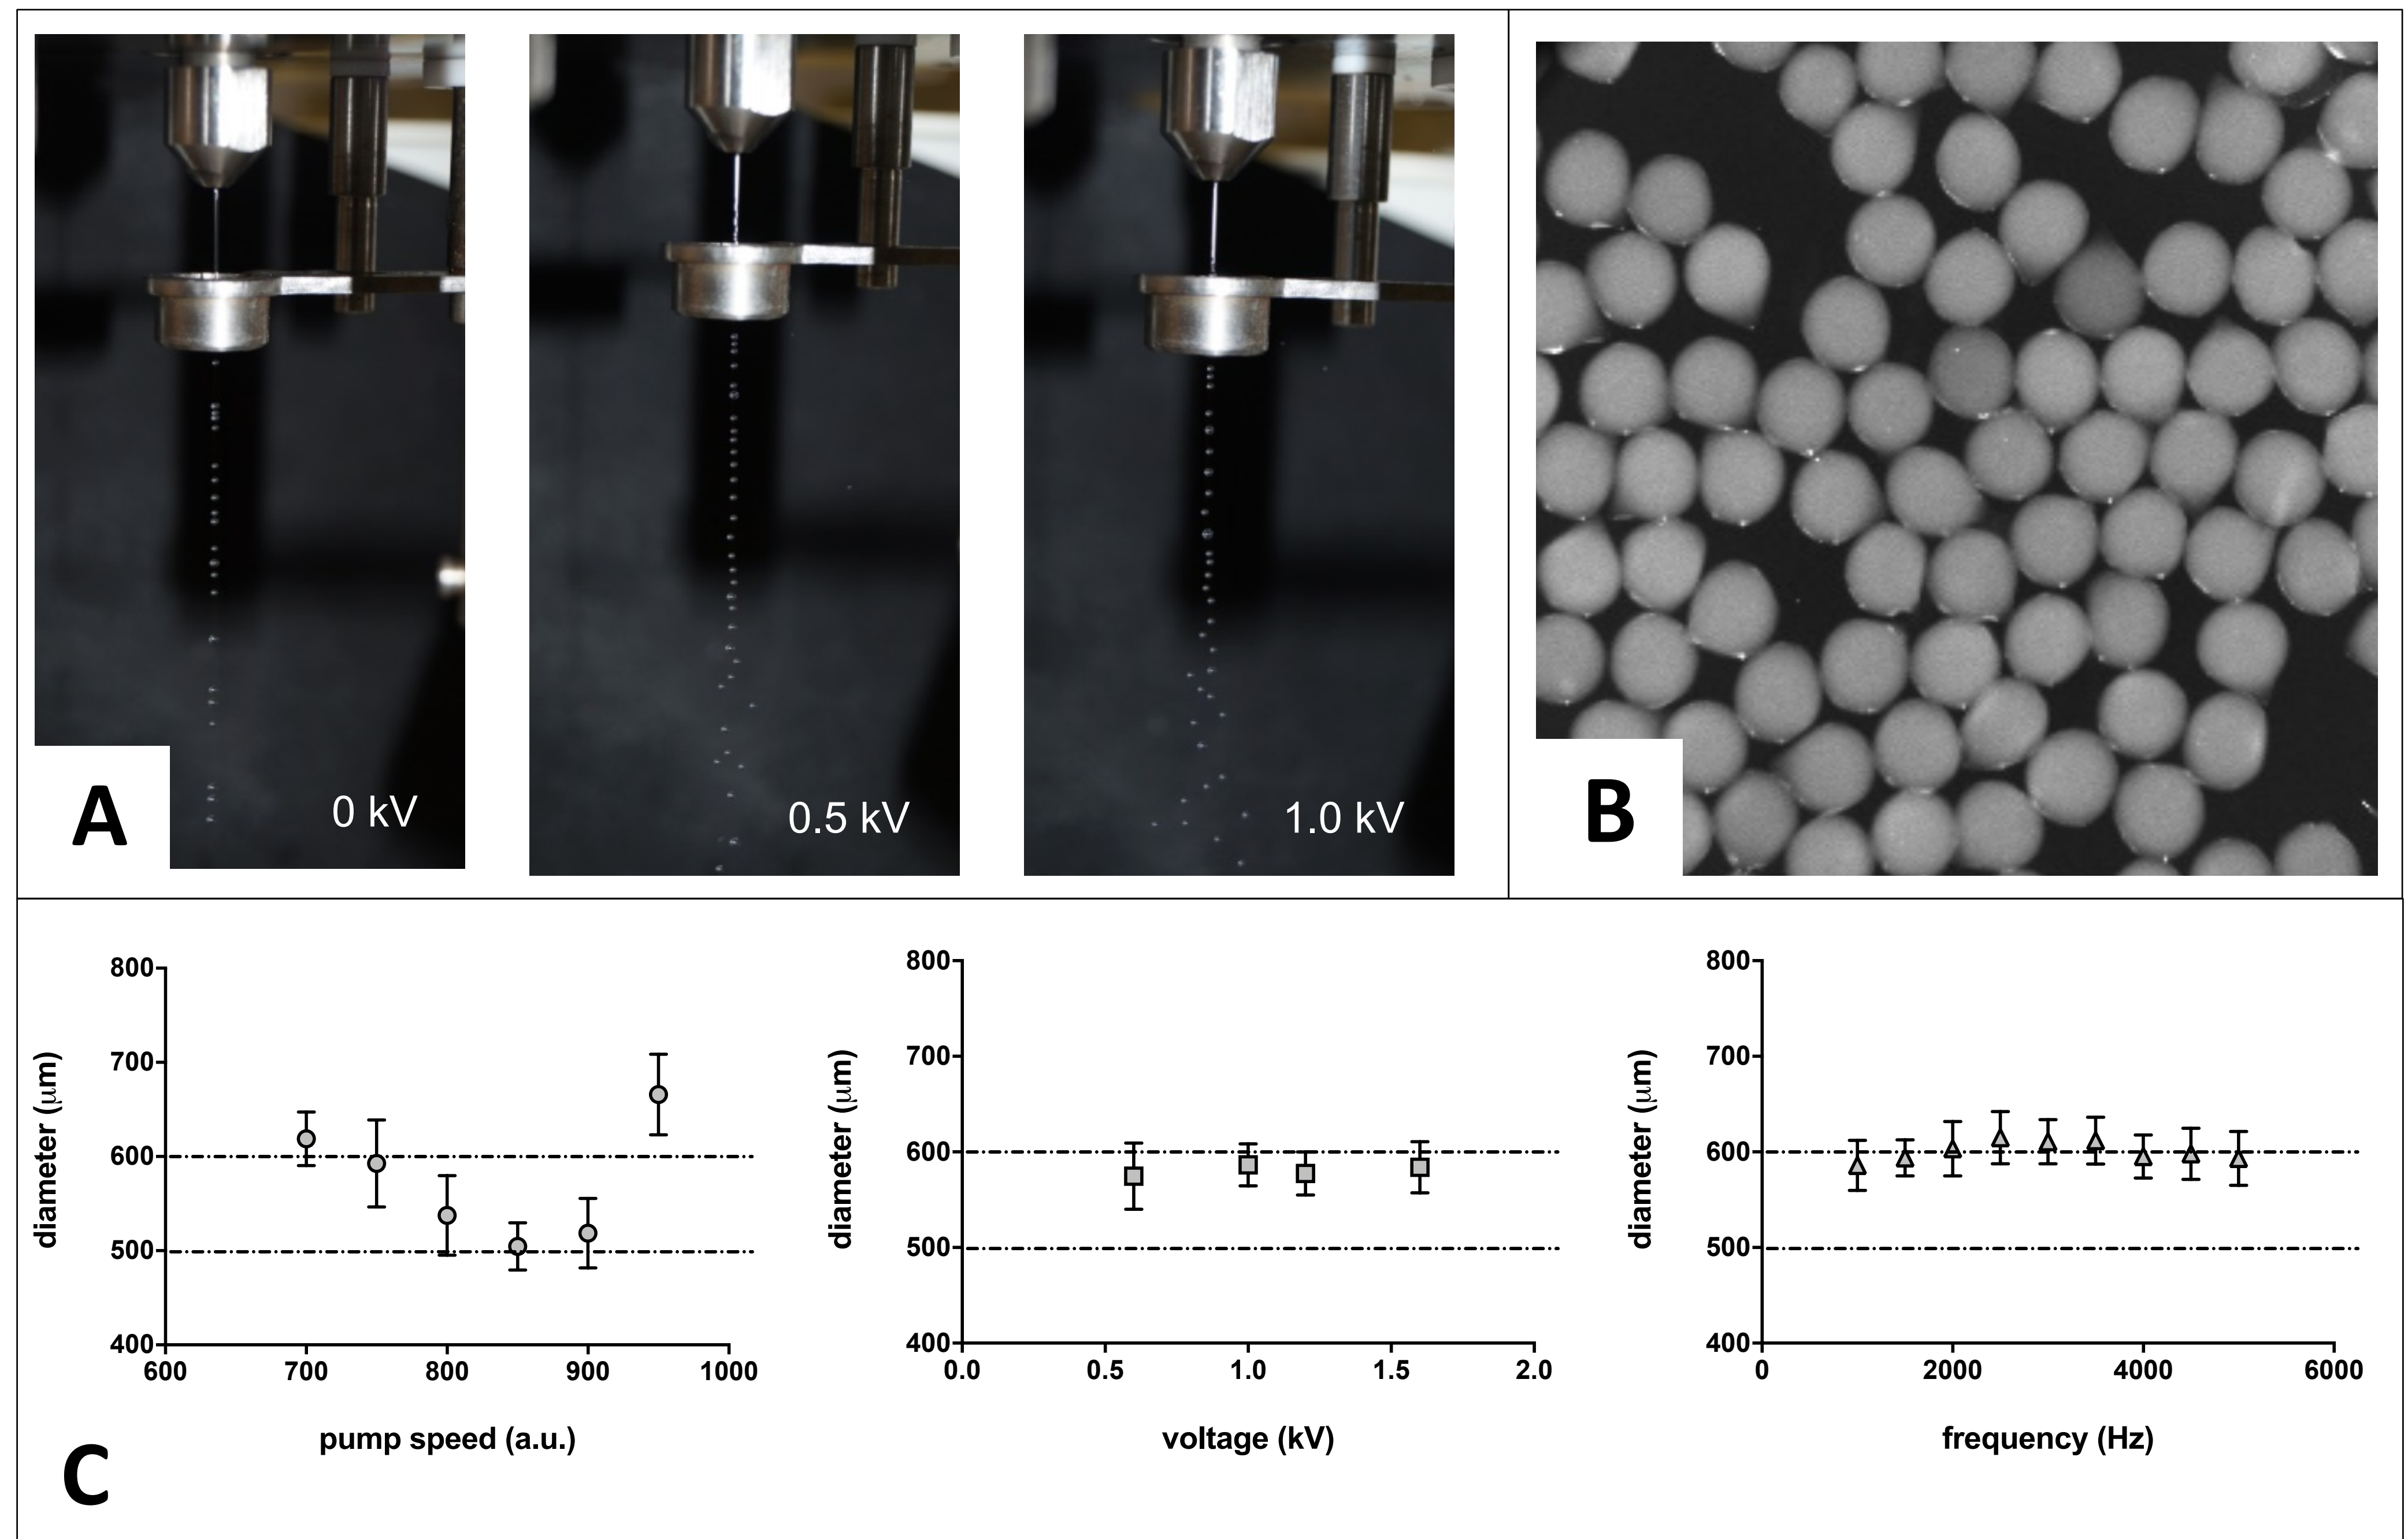 0 kV
0.5 kV
1.0 kV
A
B
800
700
600
500
400
600 700 800 900 1000
diameter (μm)
pump speed (a.u.)
800
700
600
500
400
0.0 0.5 1.0 1.5 2.0
diameter (μm)
voltage (kV)
800
700
600
500
400
0 2000 4000 6000
diameter (μm)
frequency (Hz)
C